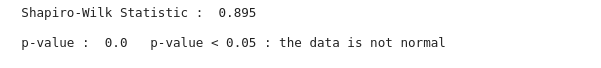 Shapiro-Wilk Statistic :  0.895
p-value :  0.0   p-value < 0.05 : the data is not normal